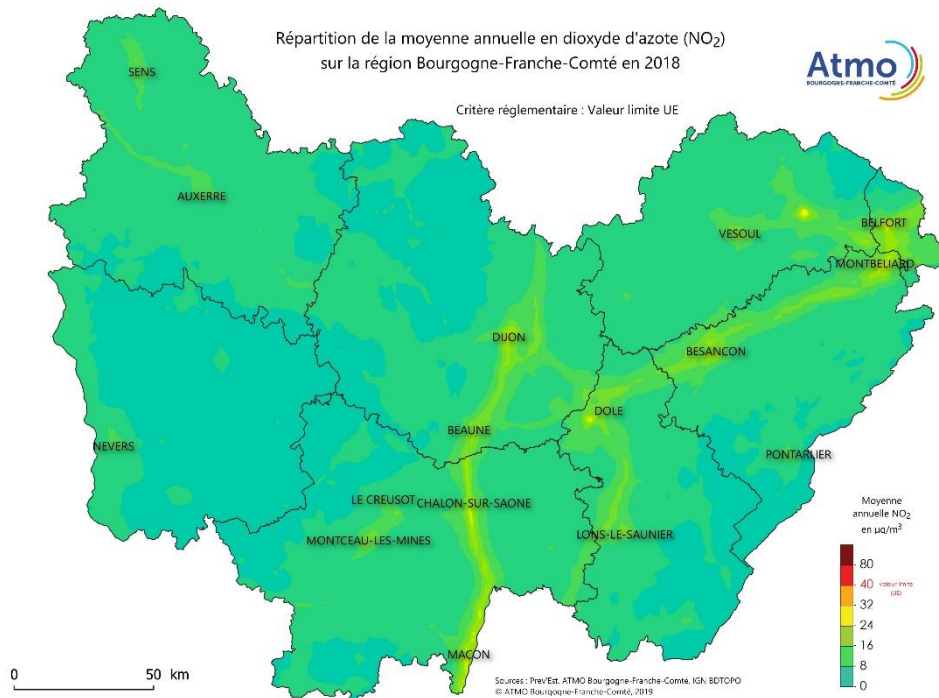 Répartition de la moyenne annuelle en dioxyde d'azote (NO₂)
sur la région Bourgogne-Franche-Comté en 2018
Atmo
BOURGOGNE-FRANCHE-COMTÉ
Critère réglementaire : Valeur limite UE
SENS
AUXERRE
BELFORT
VESOUL
MONTBELIARD
DIJON
BESANCON
DOLE
BEAUNE
NEVERS
PONTARLIER
LE CREUSOT
CHALON-SUR-SAONE
MONTCEAU-LES-MINES
LONS-LE-SAUNIER
MACON
Moyenne
annuelle NO₂
en µg/m³
80
40 valeur limite
(UE)
32
24
16
8
0
0 50 km
Sources : Prev'Est, ATMO Bourgogne-Franche-Comté, IGN BDTOPO
© ATMO Bourgogne-Franche-Comté, 2019